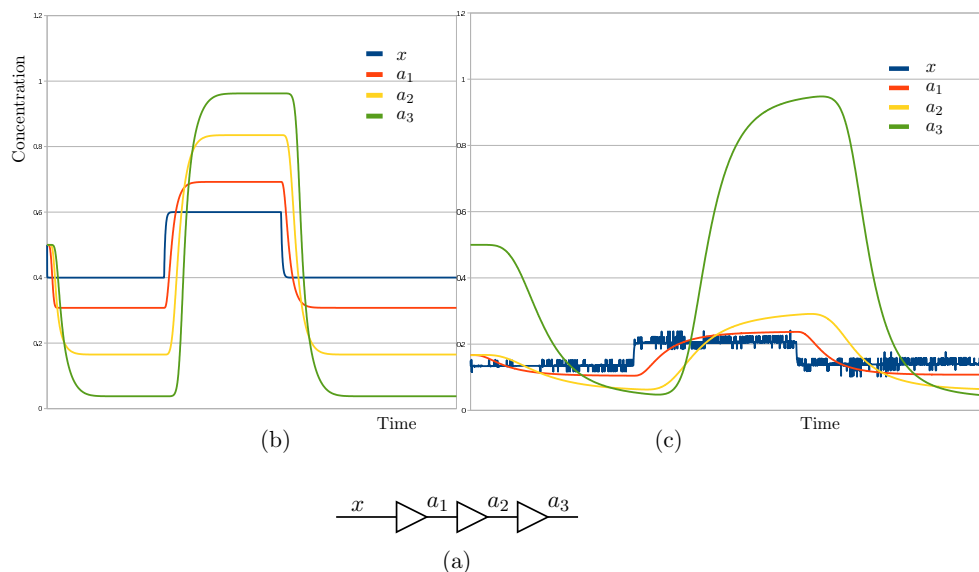 1.2
1
0.8
0.6
0.4
0.2
0
Concentration
x
a1
a2
a3
Time
(b)
1.2
1
0.8
0.6
0.4
0.2
0
x
a1
a2
a3
Time
(c)
x a1 a2 a3
(a)